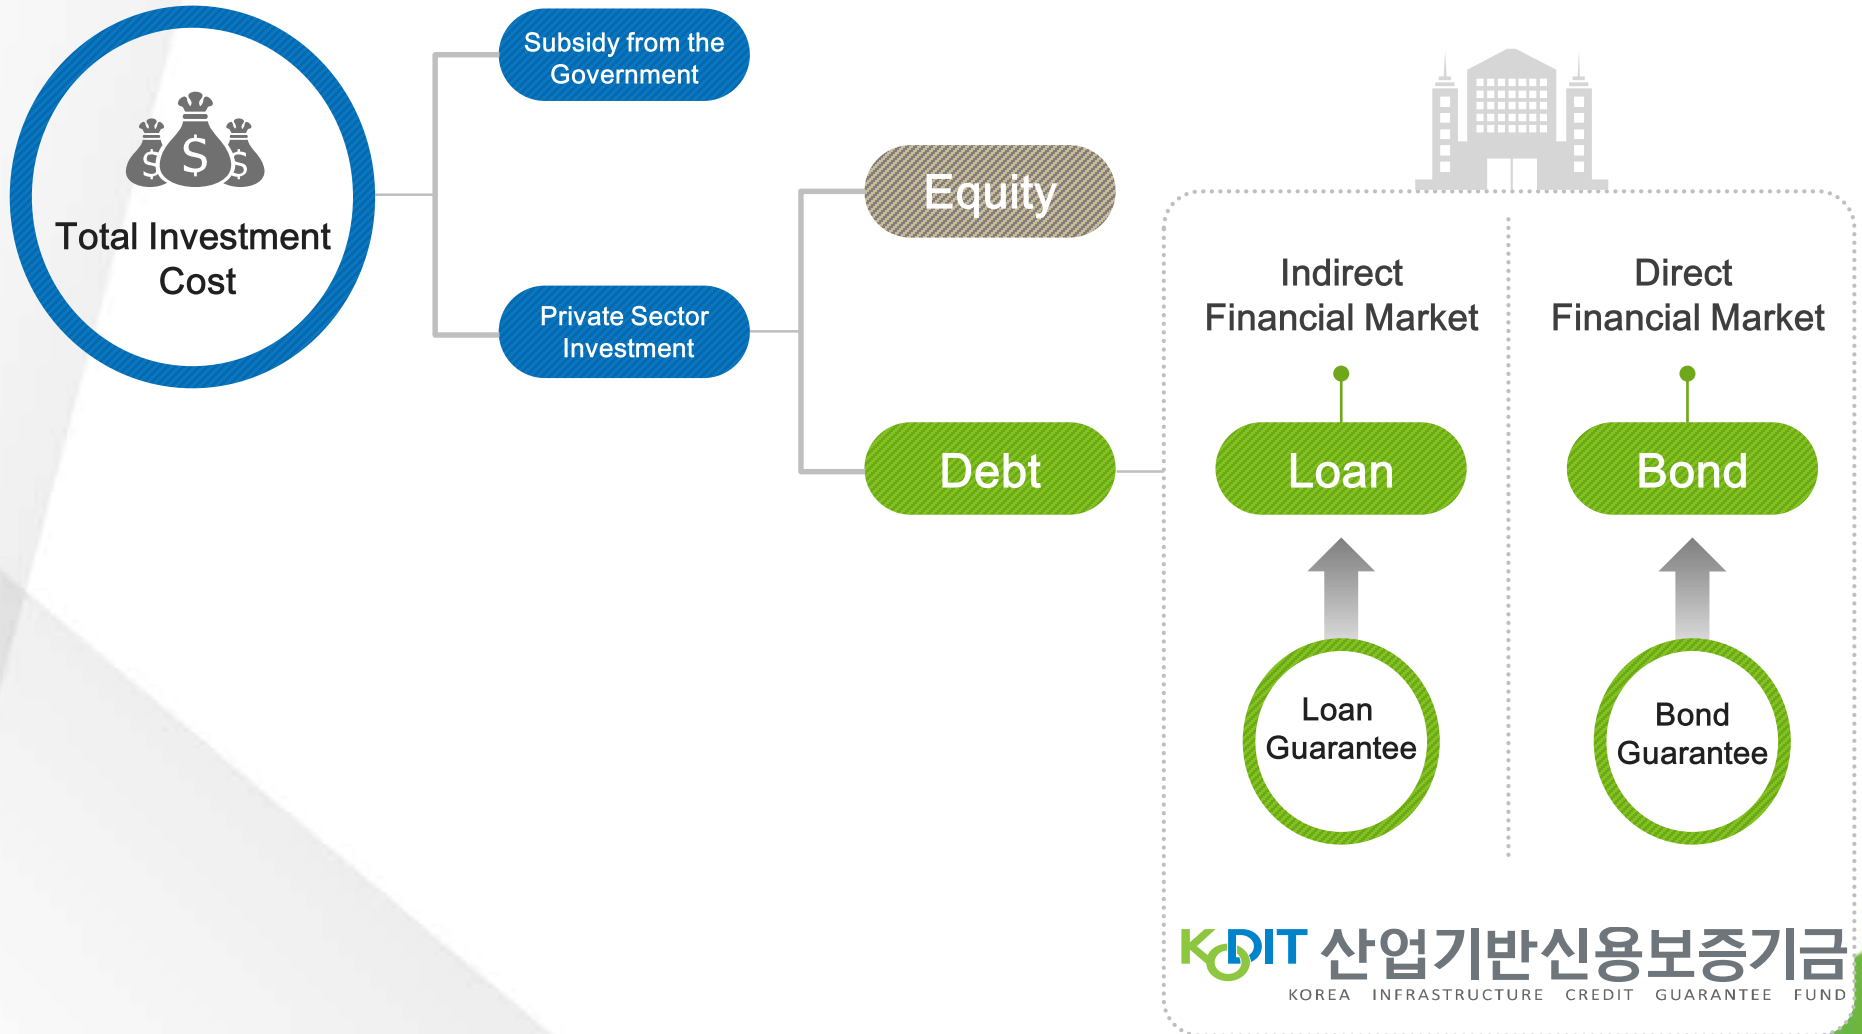 Total Investment
Cost
Subsidy from the
Government
Private Sector
Investment
Equity
Debt
Indirect
Financial Market
Direct
Financial Market
Loan
Bond
Loan
Guarantee
Bond
Guarantee
KODIT 산업기반신용보증기금
KOREA INFRASTRUCTURE CREDIT GUARANTEE FUND